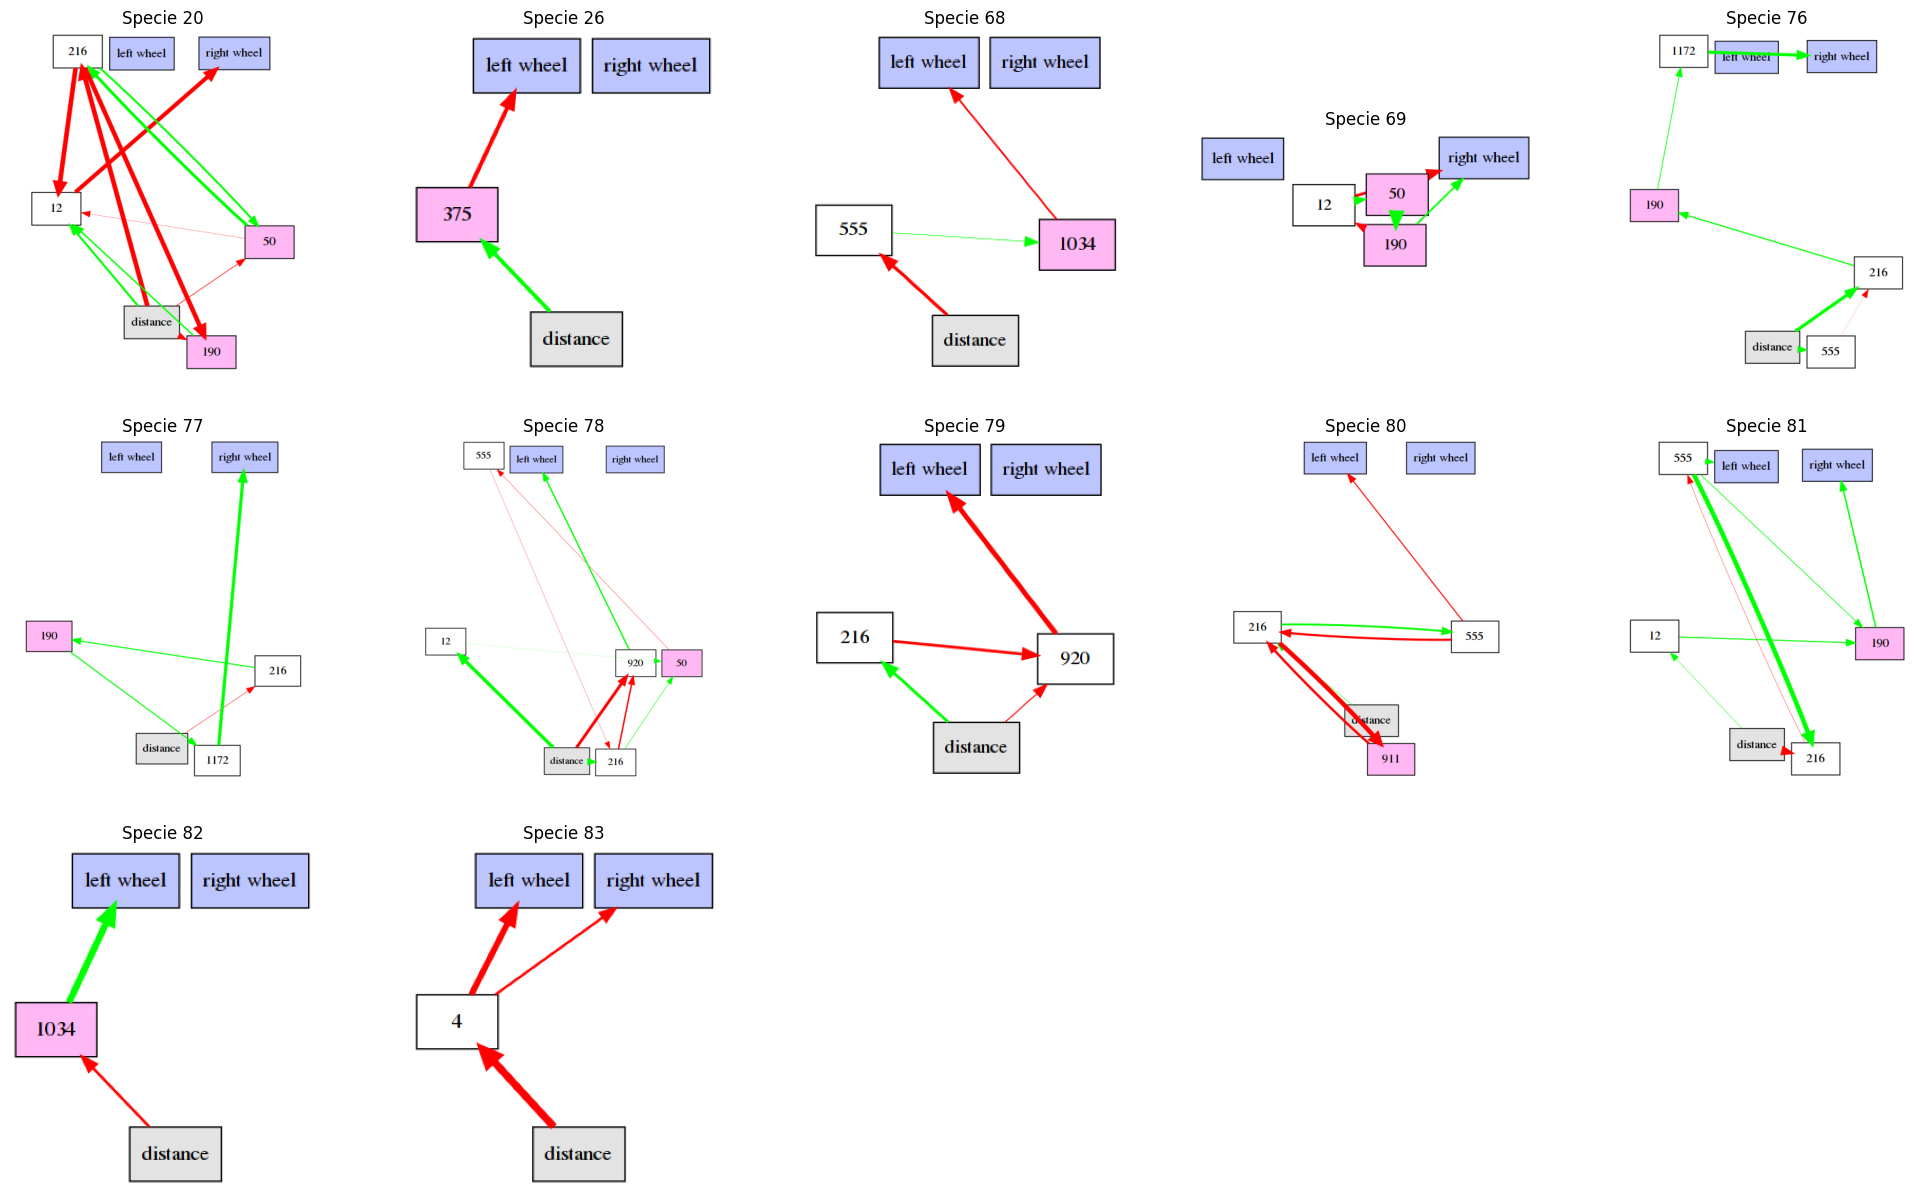 Specie 20
216
left wheel
right wheel
12
50
distance
190
Specie 26
left wheel
right wheel
375
distance
Specie 68
left wheel
right wheel
555
1034
distance
Specie 69
left wheel
right wheel
50
12
190
Specie 76
1172
left wheel
right wheel
190
216
distance
555
Specie 77
left wheel
right wheel
190
216
distance
1172
Specie 78
555
left wheel
right wheel
12
920
50
distance
216
Specie 79
left wheel
right wheel
216
920
distance
Specie 80
left wheel
right wheel
216
555
distance
911
Specie 81
555
left wheel
right wheel
12
190
distance
216
Specie 82
left wheel
right wheel
1034
distance
Specie 83
left wheel
right wheel
4
distance